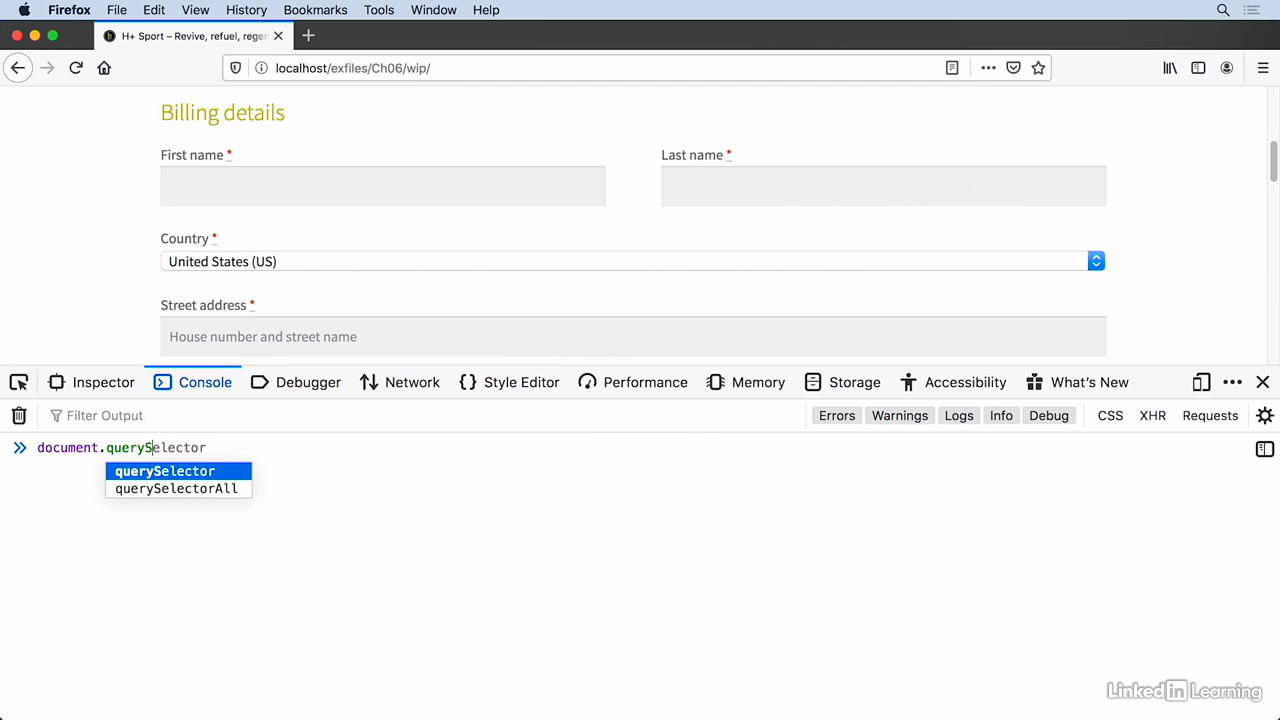 Firefox File Edit View History Bookmarks Tools Window Help
H+ Sport – Revive, refuel, regen
localhost/exfiles/Ch06/wip/
Billing details
First name * Last name *
Country *
United States (US)
Street address *
House number and street name
Inspector Console Debugger Network Style Editor Performance Memory Storage Accessibility What's New
Filter Output Errors Warnings Logs Info Debug CSS XHR Requests
document.querySelector
querySelector
querySelectorAll
Linked in Learning